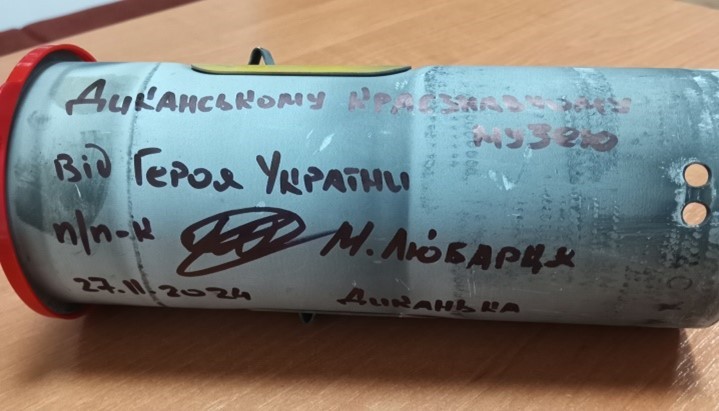 Диканському краєзнавчому
музею
Від Героя України
п/п-к М. Любарця
27.11.2024 Диканька